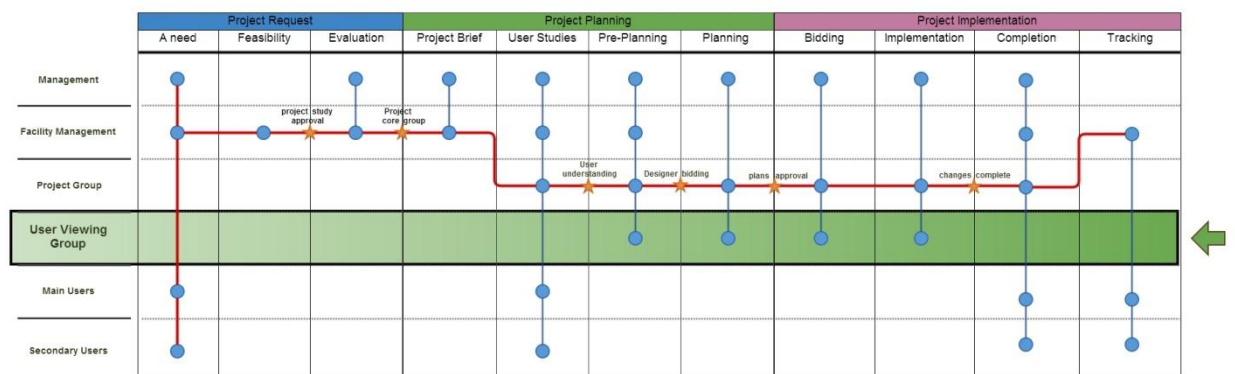 Project Request
Project Planning
Project Implementation
A need
Feasibility
Evaluation
Project Brief
User Studies
Pre-Planning
Planning
Bidding
Implementation
Completion
Tracking
Management
project study
approval
Project
core group
Facility Management
User
understanding
Designer bidding
plans approval
changes complete
Project Group
User Viewing
Group
Main Users
Secondary Users